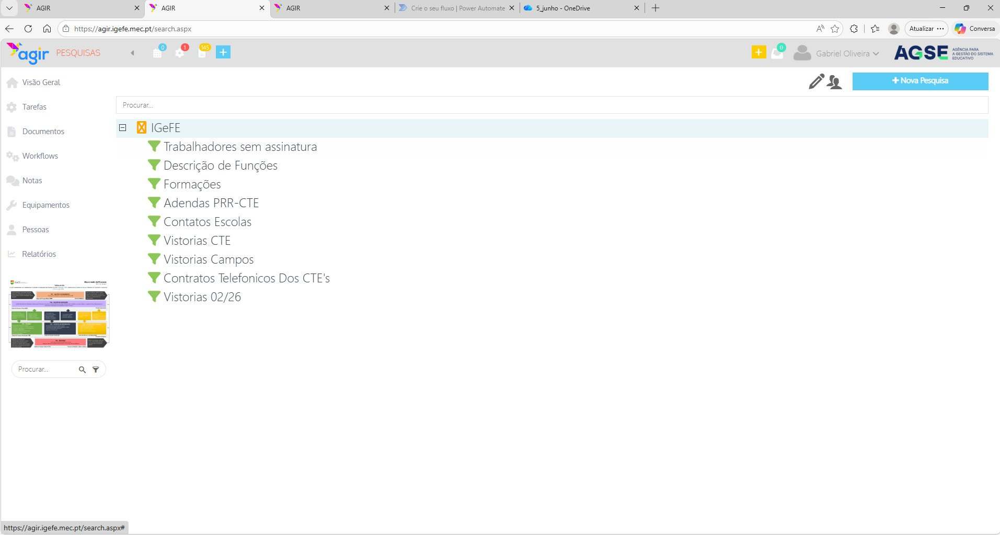 AGIR
AGIR
AGIR
Crie o seu fluxo | Power Automate
5_junho - OneDrive
https://agir.igefe.mec.pt/search.aspx
Atualizar
Conversa
agir
PESQUISAS
0
1
145
0
Gabriel Oliveira
AGSE
AGÊNCIA PARA
A GESTÃO DO SISTEMA
EDUCATIVO
Visão Geral
Tarefas
Documentos
Workflows
Notas
Equipamentos
Pessoas
Relatórios
Procurar...
Nova Pesquisa
Procurar...
IGeFE
Trabalhadores sem assinatura
Descrição de Funções
Formações
Adendas PRR-CTE
Contatos Escolas
Vistorias CTE
Vistorias Campos
Contratos Telefonicos Dos CTE's
Vistorias 02/26
https://agir.igefe.mec.pt/search.aspx#